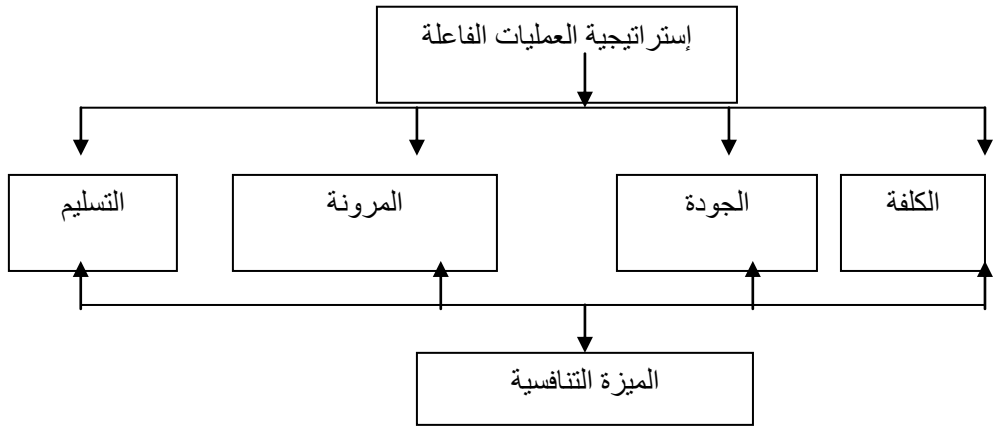 إستراتيجية العمليات الفاعلة
الكلفة
الجودة
المرونة
التسليم
الميزة التنافسية